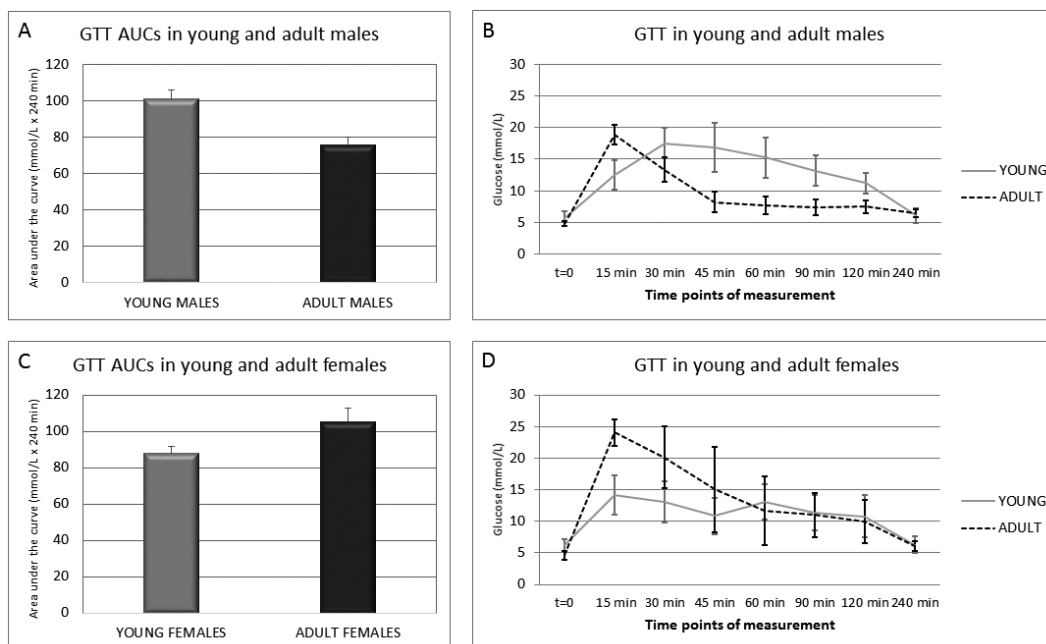 A
GTT AUCs in young and adult males
Area under the curve (mmol/L x 240 min)
120
100
80
60
40
20
0
YOUNG MALES ADULT MALES
B
GTT in young and adult males
Glucose (mmol/L)
30
25
20
15
10
5
0
t=0 15 min 30 min 45 min 60 min 90 min 120 min 240 min
Time points of measurement
YOUNG
ADULT
C
GTT AUCs in young and adult females
Area under the curve (mmol/L x 240 min)
120
100
80
60
40
20
0
YOUNG FEMALES ADULT FEMALES
D
GTT in young and adult females
Glucose (mmol/L)
30
25
20
15
10
5
0
t=0 15 min 30 min 45 min 60 min 90 min 120 min 240 min
Time points of measurement
YOUNG
ADULT